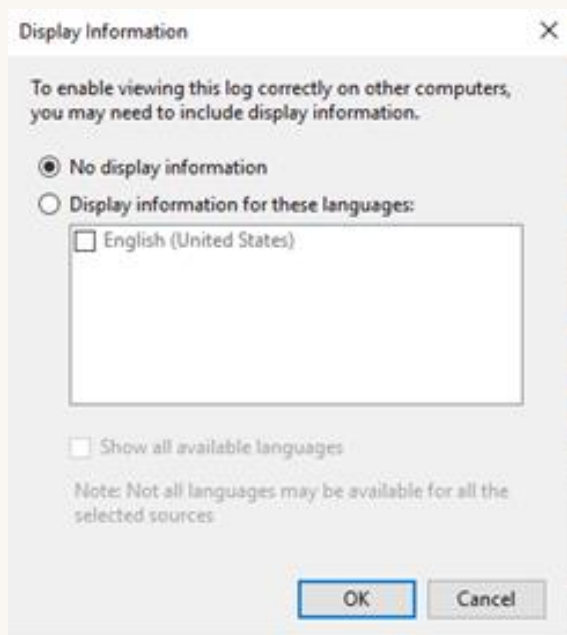 Display Information
To enable viewing this log correctly on other computers,
you may need to include display information.
No display information
Display information for these languages:
English (United States)
Show all available languages
Note: Not all languages may be available for all the
selected sources
OK
Cancel